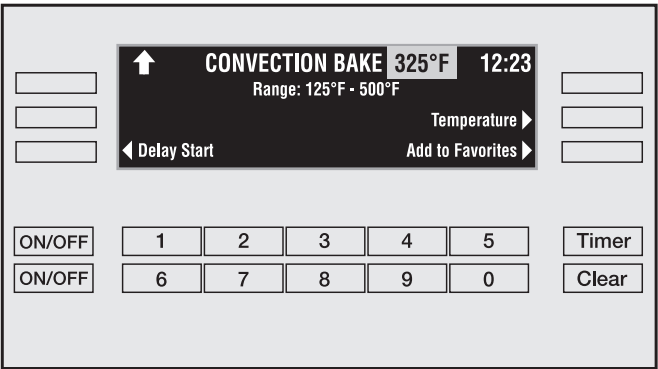 CONVECTION BAKE 325°F 12:23
Range: 125°F - 500°F
Temperature
Delay Start Add to Favorites
ON/OFF 1 2 3 4 5 Timer
ON/OFF 6 7 8 9 0 Clear